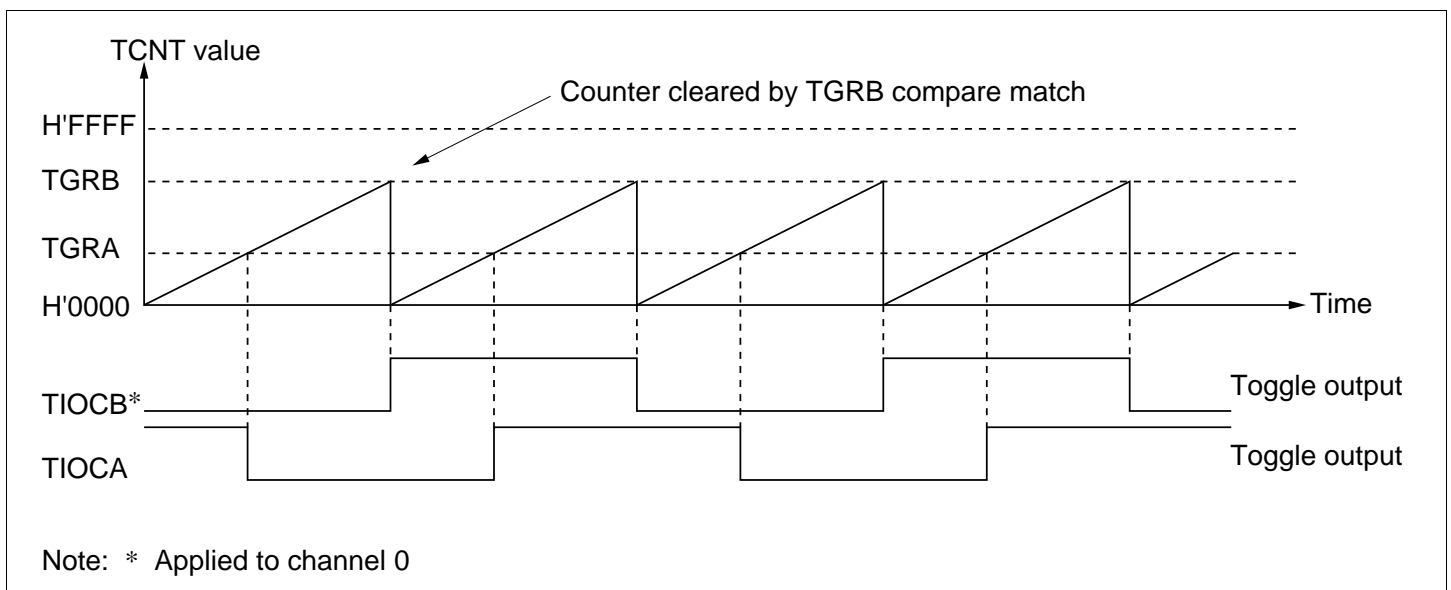 TCNT value
Counter cleared by TGRB compare match
H'FFFF
TGRB
TGRA
H'0000
Time
TIOCB*
Toggle output
TIOCA
Toggle output
Note: * Applied to channel 0